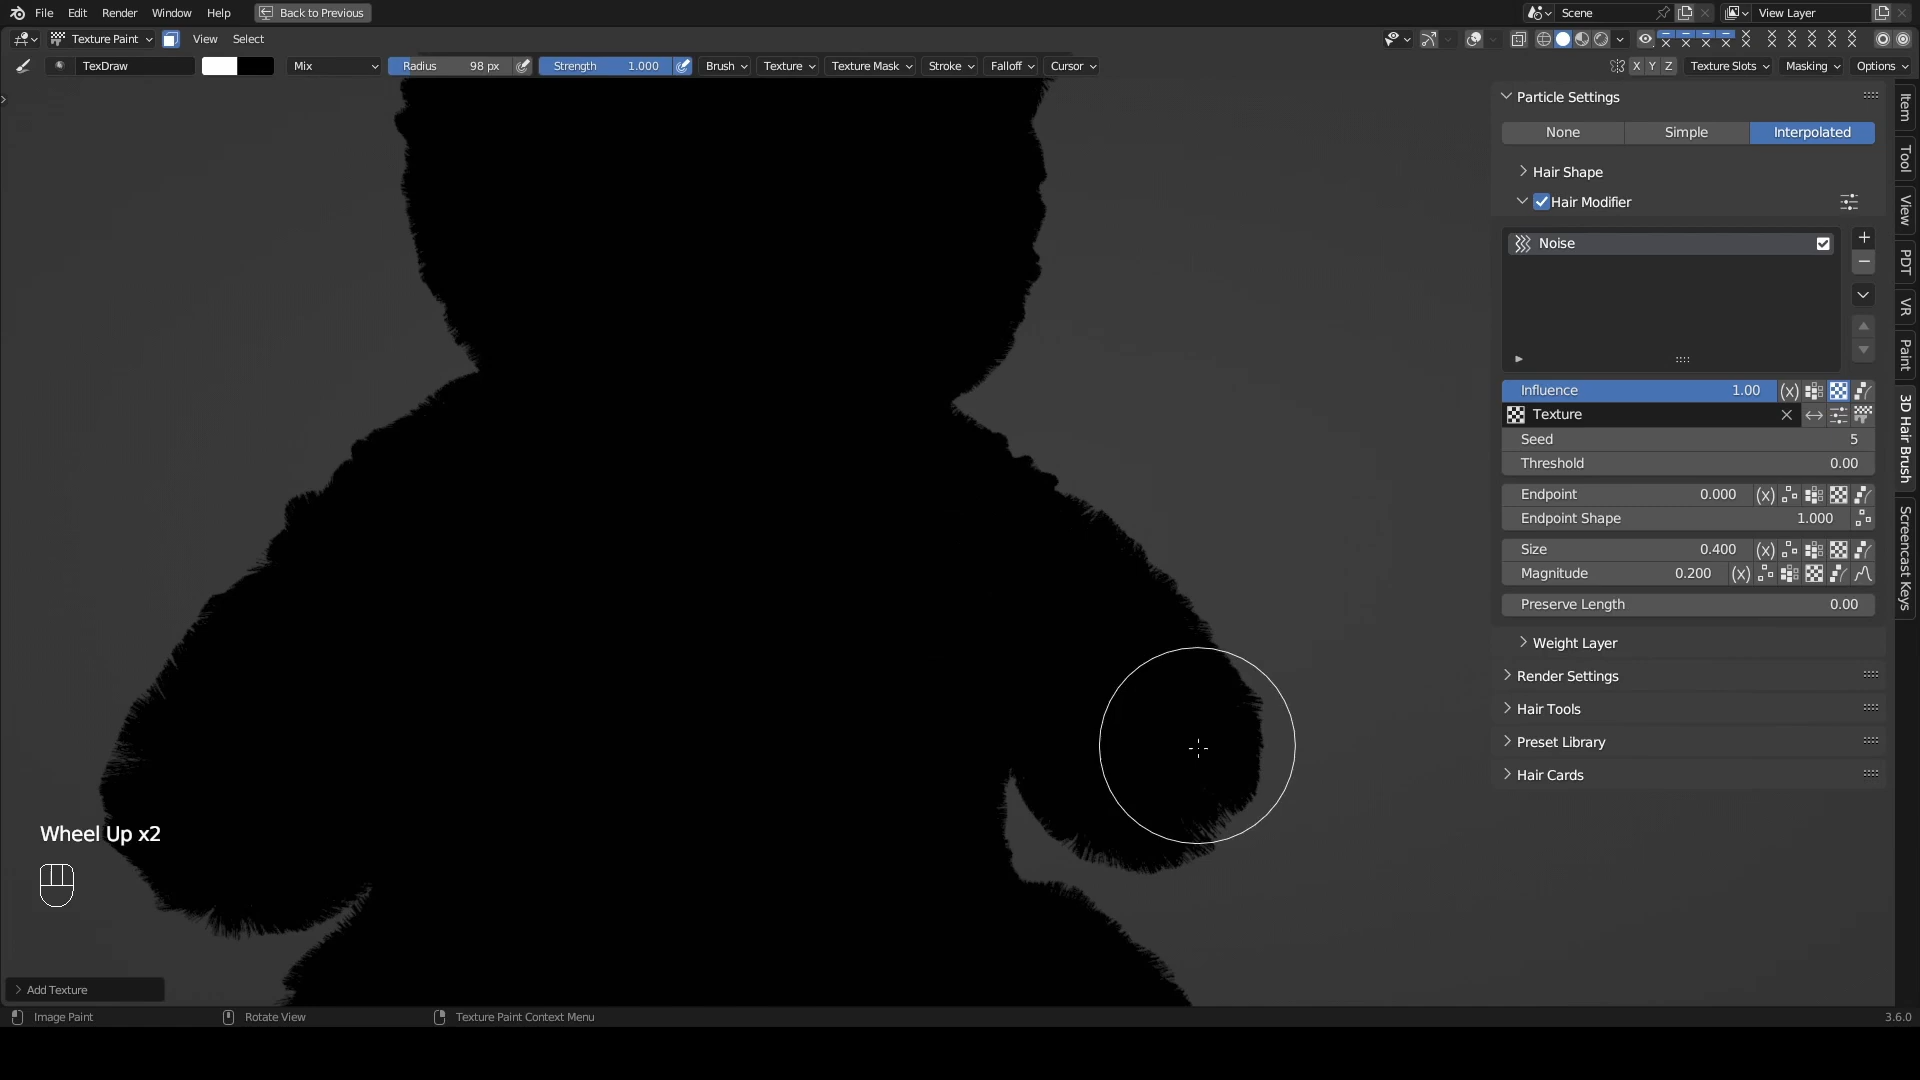 File Edit Render Window Help Back to Previous Scene View Layer
Texture Paint View Select
TexDraw Mix Radius 98 px Strength 1.000 Brush Texture Texture Mask Stroke Falloff Cursor X Y Z Texture Slots Masking Options
Particle Settings
None Simple Interpolated
Hair Shape
Hair Modifier
Noise
Influence 1.00 (x)
Texture
Seed 5
Threshold 0.00
Endpoint 0.000 (x)
Endpoint Shape 1.000
Size 0.400 (x)
Magnitude 0.200 (x)
Preserve Length 0.00
Weight Layer
Render Settings
Hair Tools
Preset Library
Hair Cards
Item
Tool
View
PDT
VR
Paint
3D Hair Brush
Screencast Keys
Wheel Up x2
Add Texture
Image Paint Rotate View Texture Paint Context Menu 3.6.0